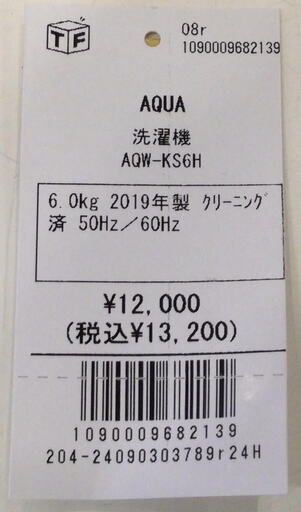 TF
08r
1090009682139
AQUA
洗濯機
AQW-KS6H
6.0kg 2019年製 ｸﾘｰﾆﾝｸﾞ
済 50Hz／60Hz
¥12,000
(税込¥13,200)
1090009682139
204-24090303789r24H